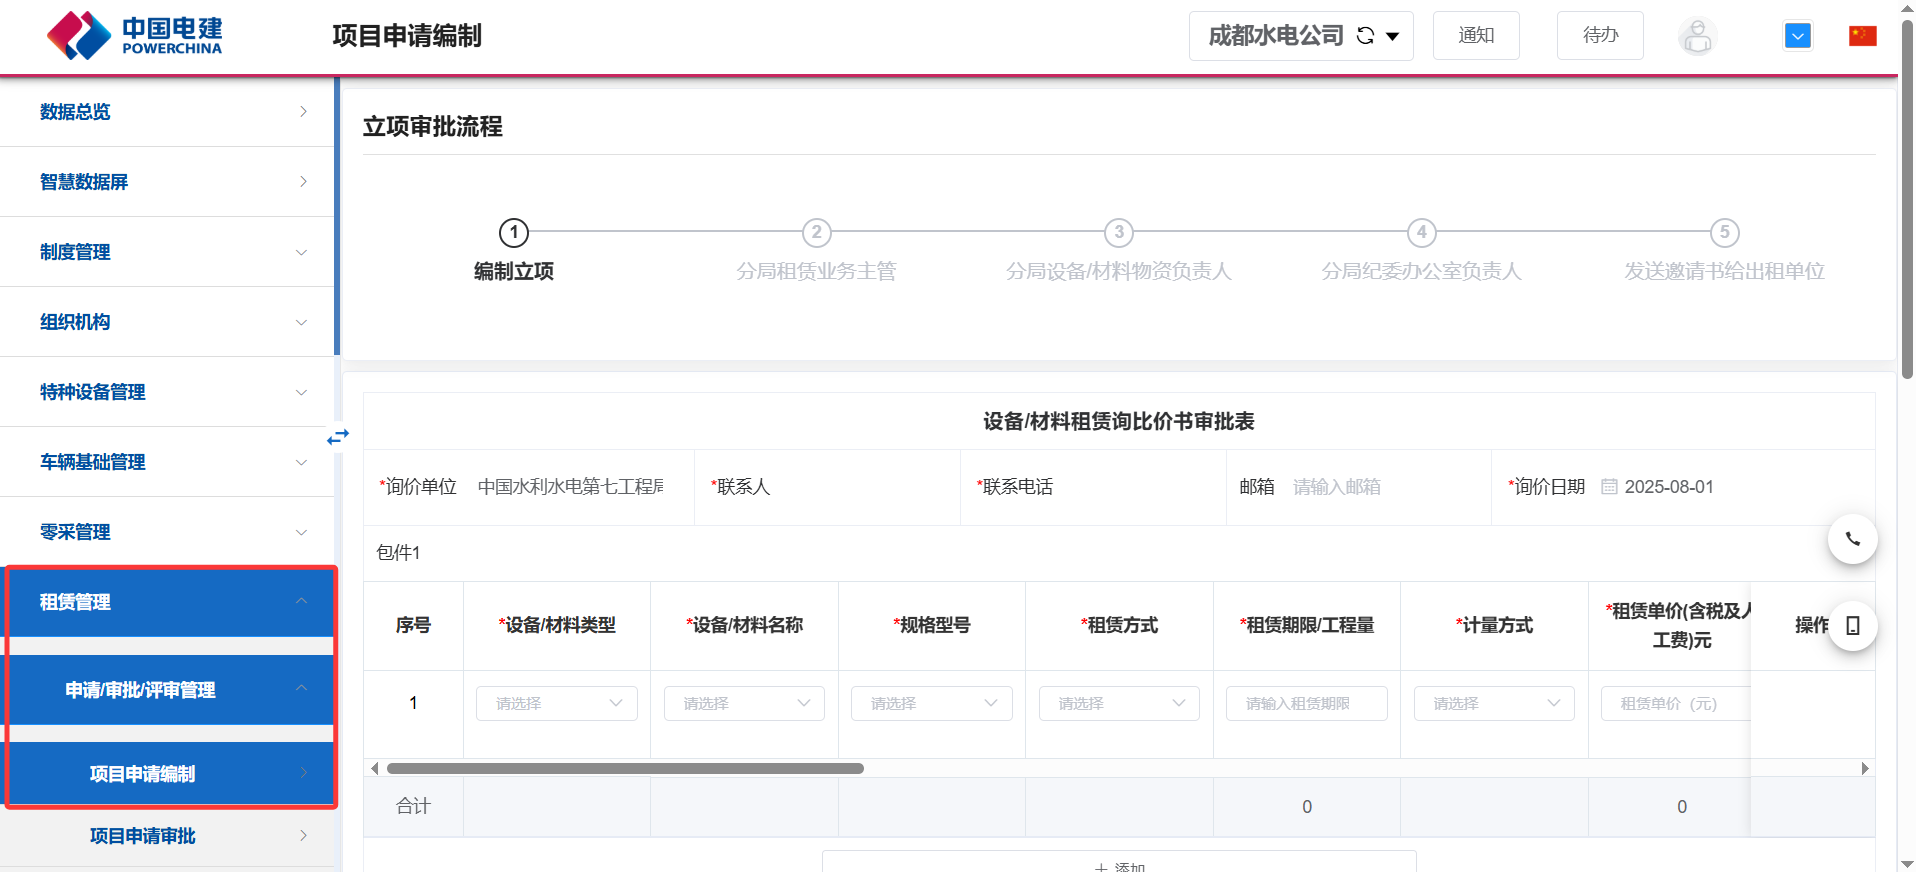 中国电建
POWERCHINA
项目申请编制
成都水电公司
通知
待办
数据总览
智慧数据屏
制度管理
组织机构
特种设备管理
车辆基础管理
零采管理
租赁管理
申请/审批/评审管理
项目申请编制
项目申请审批
立项审批流程
1 2 3 4 5
编制立项 分局租赁业务主管 分局设备/材料物资负责人 分局纪委办公室负责人 发送邀请书给出租单位
设备/材料租赁询比价书审批表
*询价单位 中国水利水电第七工程局 *联系人 *联系电话 邮箱 请输入邮箱 *询价日期 2025-08-01
包件1
序号 *设备/材料类型 *设备/材料名称 *规格型号 *租赁方式 *租赁期限/工程量 *计量方式 *租赁单价(含税及人
工费)元 操作
1 请选择 请选择 请选择 请选择 请输入租赁期限 请选择 租赁单价（元）
合计 0 0
添加